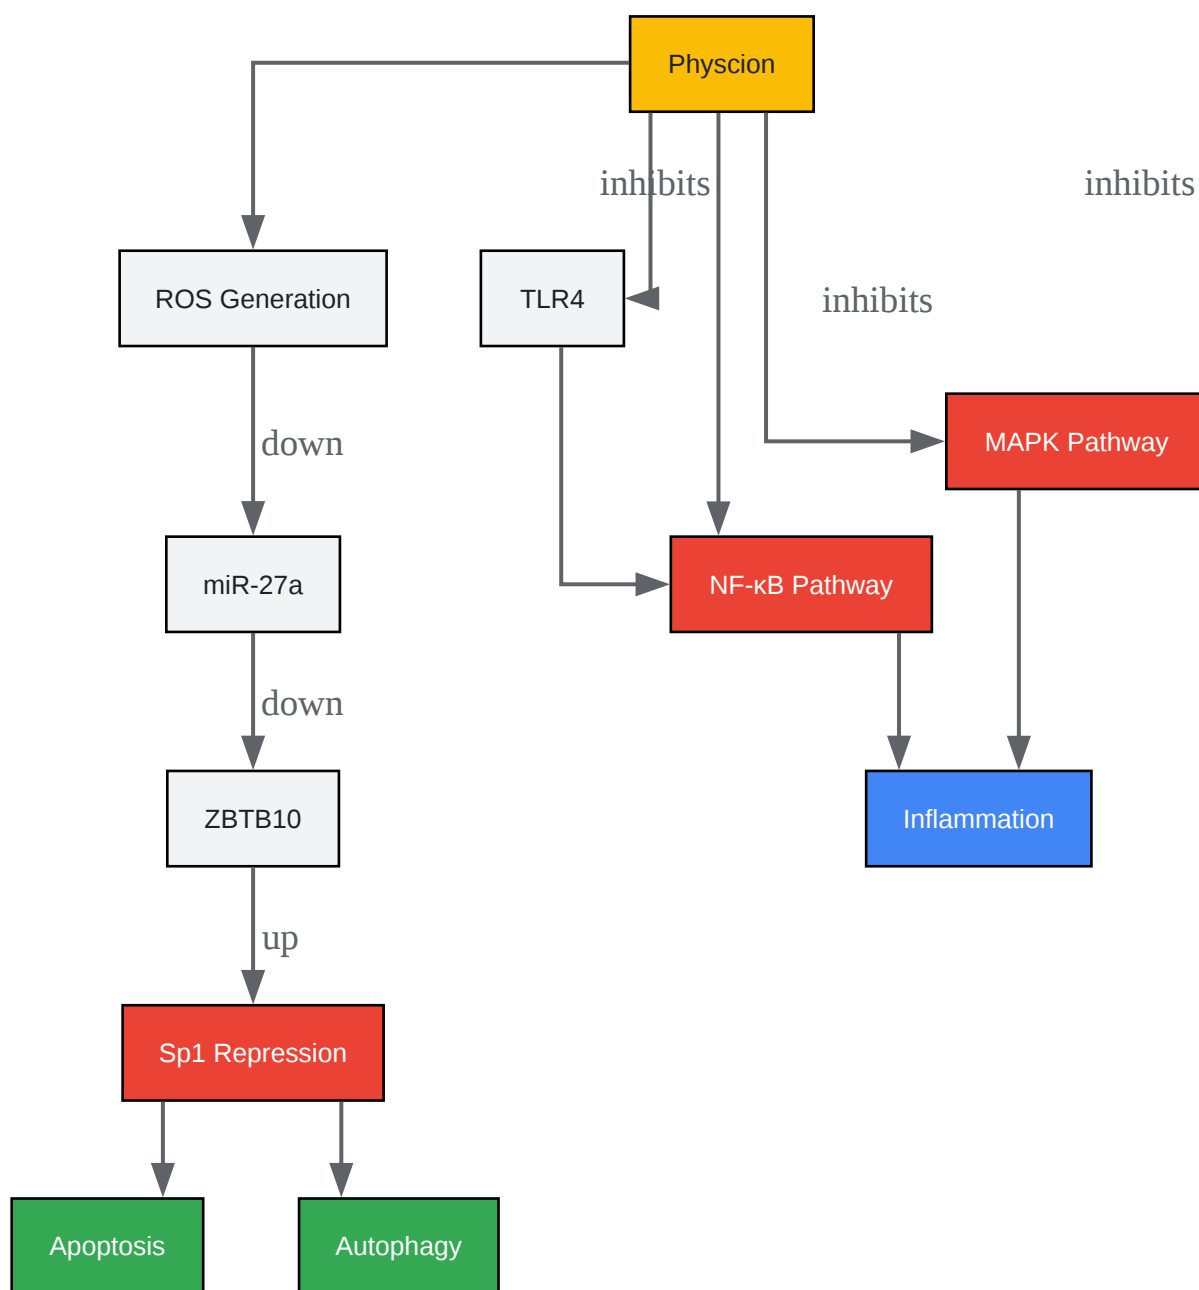 Physcion
inhibits
inhibits
ROS Generation
TLR4
inhibits
down
MAPK Pathway
miR-27a
NF-κB Pathway
down
ZBTB10
Inflammation
up
Sp1 Repression
Apoptosis
Autophagy